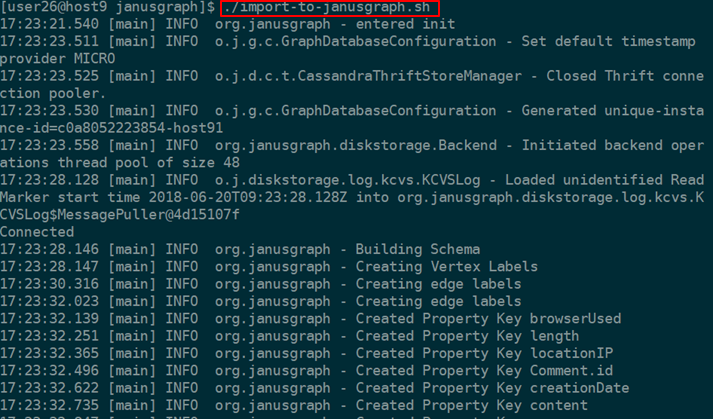 [user26@host9 janusgraph]$ ./import-to-janusgraph.sh
17:23:21.540 [main] INFO  org.janusgraph - entered init
17:23:23.511 [main] INFO  o.j.g.c.GraphDatabaseConfiguration - Set default timestamp
provider MICRO
17:23:23.525 [main] INFO  o.j.d.c.t.CassandraThriftStoreManager - Closed Thrift conne
ction pooler.
17:23:23.530 [main] INFO  o.j.g.c.GraphDatabaseConfiguration - Generated unique-insta
nce-id=c0a8052223854-host91
17:23:23.558 [main] INFO  org.janusgraph.diskstorage.Backend - Initiated backend oper
ations thread pool of size 48
17:23:28.128 [main] INFO  o.j.diskstorage.log.kcvs.KCVSLog - Loaded unidentified Read
Marker start time 2018-06-20T09:23:28.128Z into org.janusgraph.diskstorage.log.kcvs.K
CVSLog$MessagePuller@4d15107f
Connected
17:23:28.146 [main] INFO  org.janusgraph - Building Schema
17:23:28.147 [main] INFO  org.janusgraph - Creating Vertex Labels
17:23:30.316 [main] INFO  org.janusgraph - Creating edge labels
17:23:32.023 [main] INFO  org.janusgraph - Creating edge labels
17:23:32.139 [main] INFO  org.janusgraph - Created Property Key browserUsed
17:23:32.251 [main] INFO  org.janusgraph - Created Property Key length
17:23:32.365 [main] INFO  org.janusgraph - Created Property Key locationIP
17:23:32.496 [main] INFO  org.janusgraph - Created Property Key Comment.id
17:23:32.622 [main] INFO  org.janusgraph - Created Property Key creationDate
17:23:32.735 [main] INFO  org.janusgraph - Created Property Key content